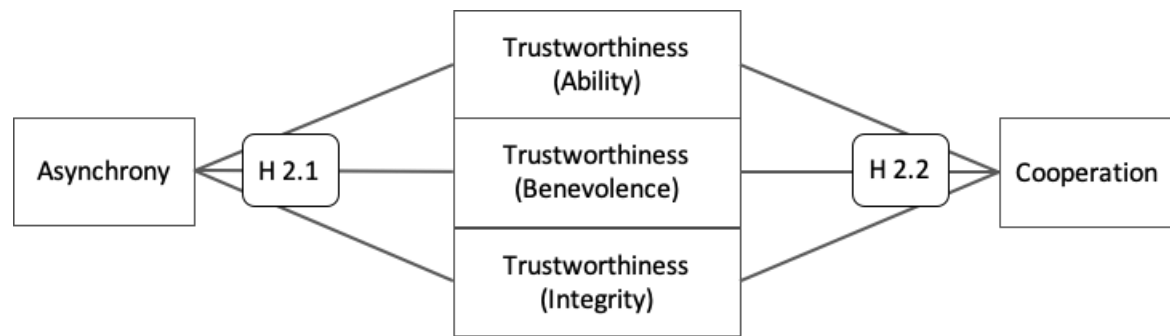 Trustworthiness
(Ability)
Asynchrony
H 2.1
Trustworthiness
(Benevolence)
H 2.2
Cooperation
Trustworthiness
(Integrity)